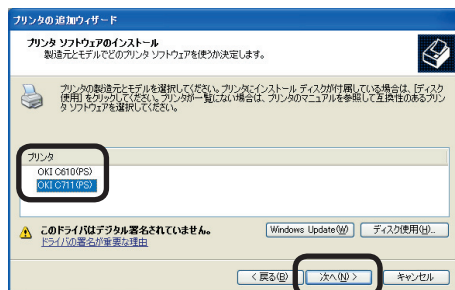 プリンタの追加ウィザード
プリンタ ソフトウェアのインストール
製造元とモデルでどのプリンタ ソフトウェアを使うか決定します。
プリンタの製造元とモデルを選択してください。プリンタにインストール ディスクが付属している場合は、[ディスク
使用] をクリックしてください。プリンタが一覧にない場合は、プリンタのマニュアルを参照して互換性のあるプリン
タ ソフトウェアを選択してください。
プリンタ
OKI C610(PS)
OKI C711(PS)
このドライバはデジタル署名されていません。
Windows Update(W)
ディスク使用(H)...
ドライバの署名が重要な理由
< 戻る(B)
次へ(N) >
キャンセル